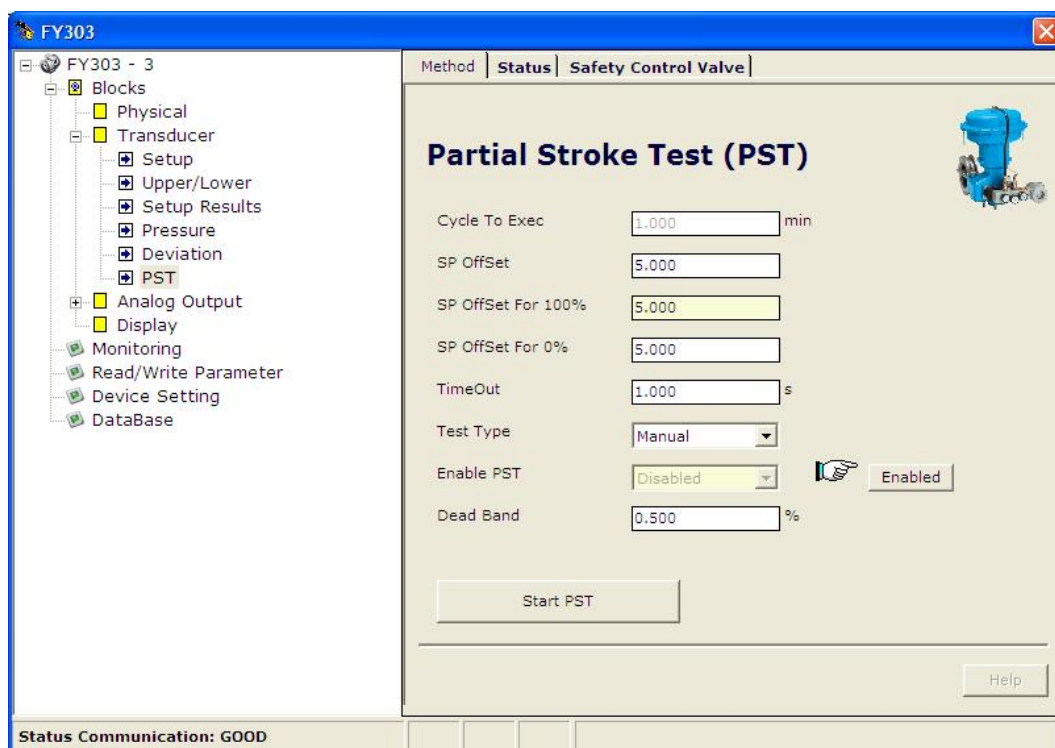 FY303
FY303 - 3
Blocks
Physical
Transducer
Setup
Upper/Lower
Setup Results
Pressure
Deviation
PST
Analog Output
Display
Monitoring
Read/Write Parameter
Device Setting
DataBase
Method Status Safety Control Valve
Partial Stroke Test (PST)
Cycle To Exec 1.000 min
SP OffSet 5.000
SP OffSet For 100% 5.000
SP OffSet For 0% 5.000
TimeOut 1.000 s
Test Type Manual
Enable PST Disabled Enabled
Dead Band 0.500 %
Start PST
Help
Status Communication: GOOD